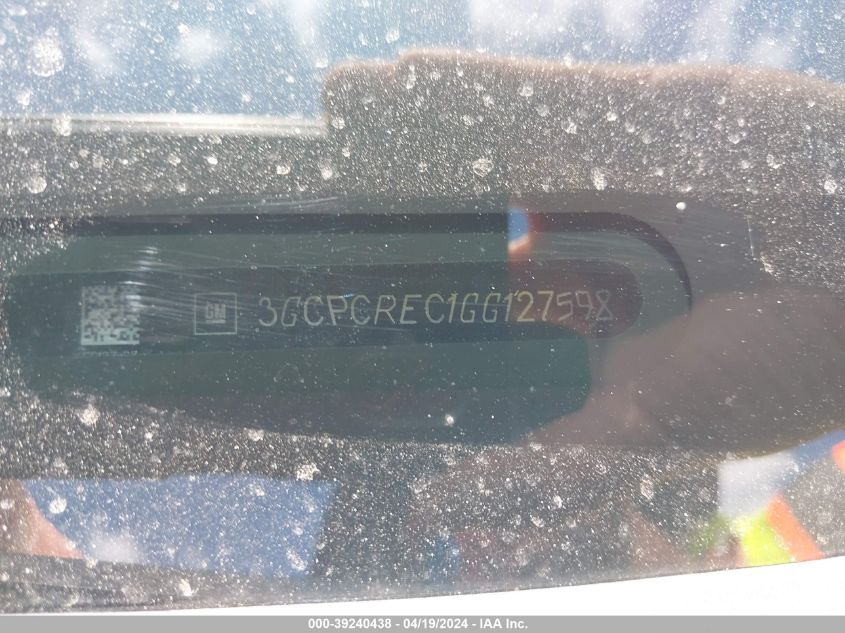 GM 3GCPCREC1GG127598
000-39240438 - 04/19/2024 - IAA Inc.